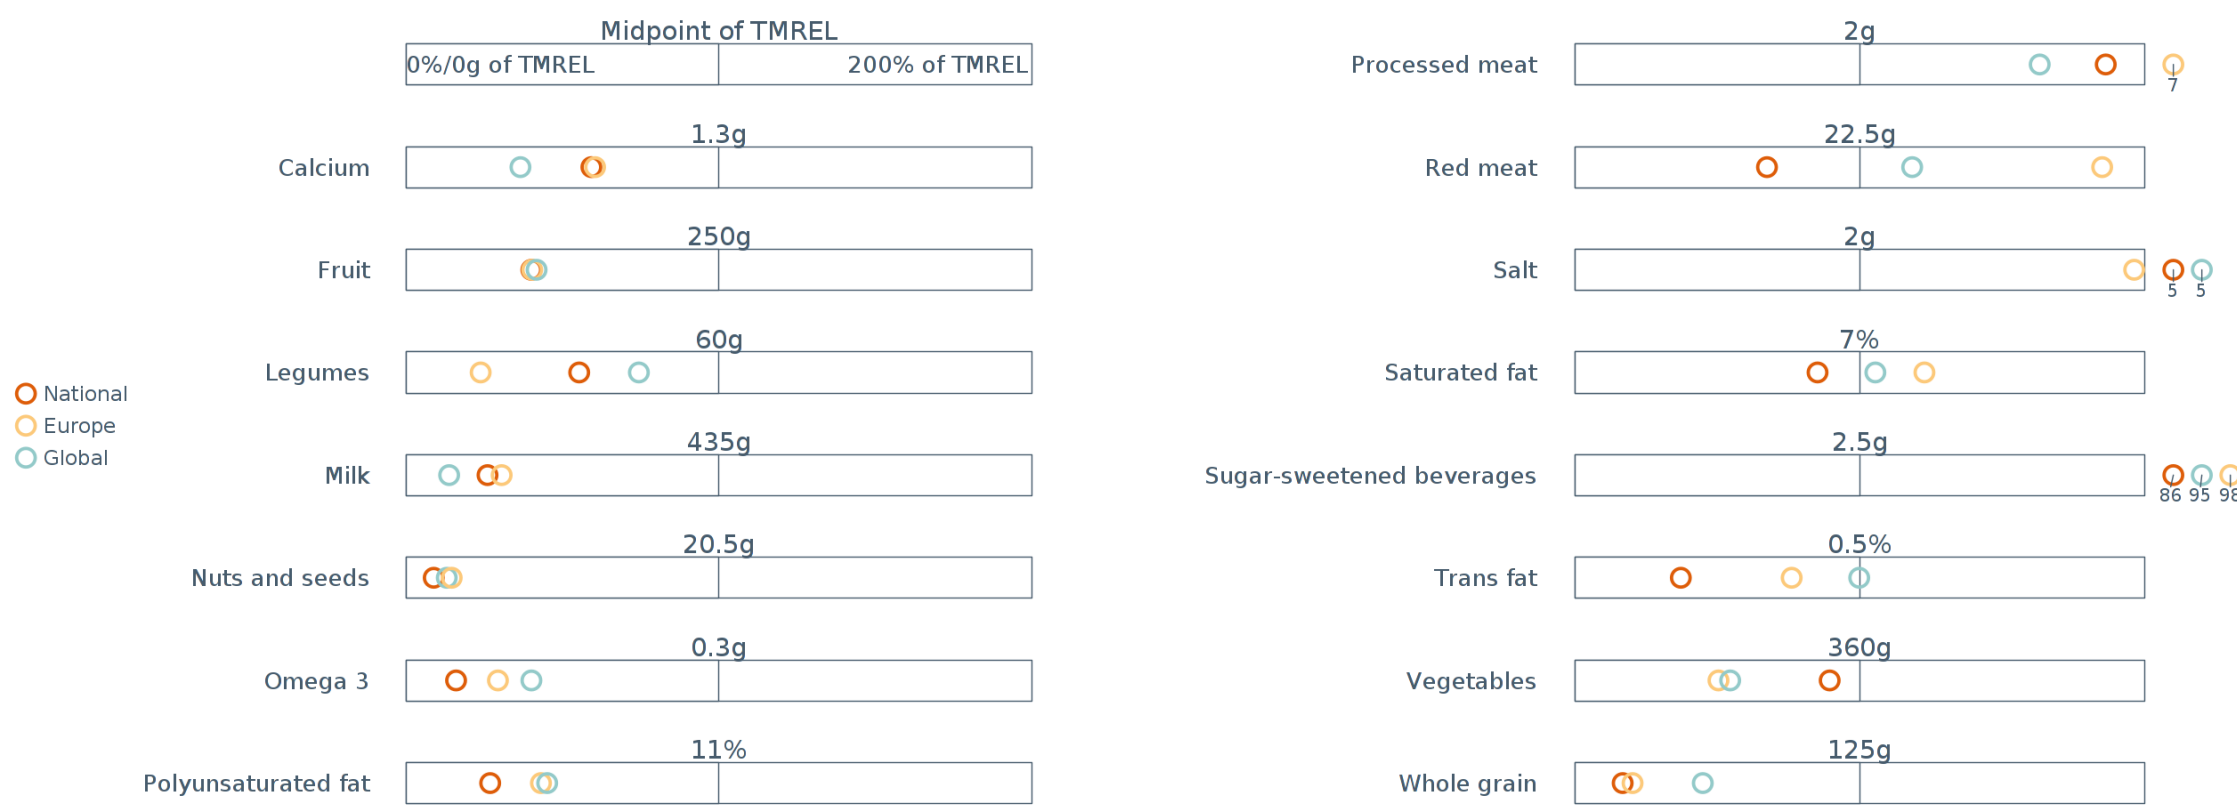 Midpoint of TMREL
0%/0g of TMREL 200% of TMREL
1.3g
Calcium
250g
Fruit
60g
Legumes
435g
Milk
20.5g
Nuts and seeds
0.3g
Omega 3
11%
Polyunsaturated fat
National
Europe
Global
2g
Processed meat
7
22.5g
Red meat
2g
Salt
5 5
7%
Saturated fat
2.5g
Sugar-sweetened beverages
86 95 98
0.5%
Trans fat
360g
Vegetables
125g
Whole grain